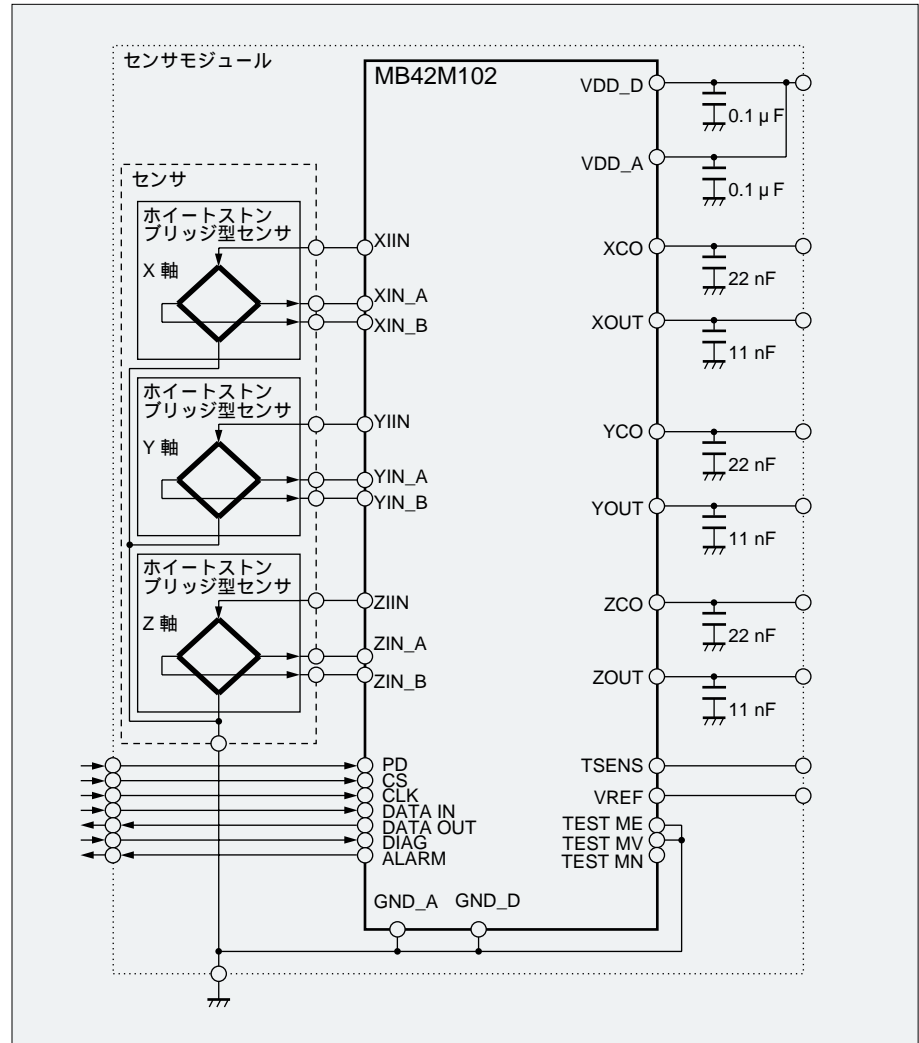 センサモジュール
MB42M102
VDD_D
0.1 µ F
VDD_A
0.1 µ F
センサ
ホイートストン
ブリッジ型センサ
X 軸
XIIN
XIN_A
XIN_B
XCO
22 nF
XOUT
11 nF
ホイートストン
ブリッジ型センサ
Y 軸
YIIN
YIN_A
YIN_B
YCO
22 nF
YOUT
11 nF
ホイートストン
ブリッジ型センサ
Z 軸
ZIIN
ZIN_A
ZIN_B
ZCO
22 nF
ZOUT
11 nF
PD
CS
CLK
DATA IN
DATA OUT
DIAG
ALARM
TSENS
VREF
TEST ME
TEST MV
TEST MN
GND_A GND_D